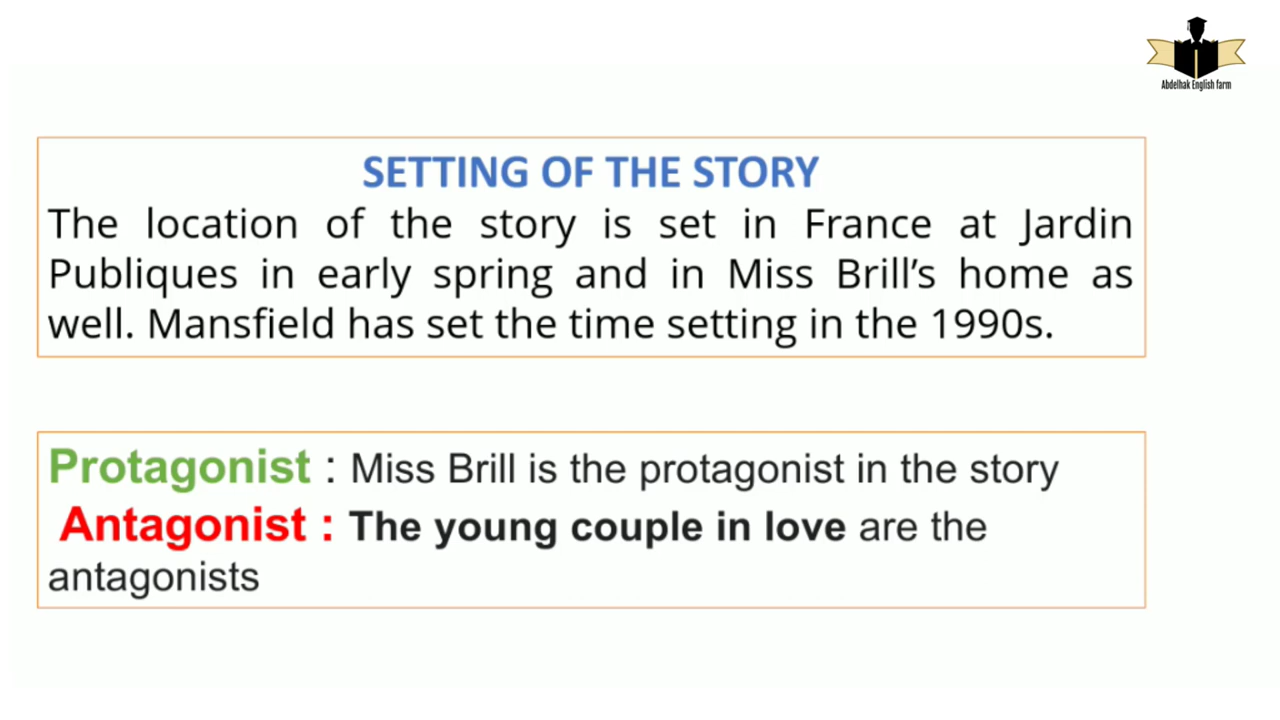 Abdelhak English farm
SETTING OF THE STORY
The location of the story is set in France at Jardin
Publiques in early spring and in Miss Brill's home as
well. Mansfield has set the time setting in the 1990s.
Protagonist : Miss Brill is the protagonist in the story
Antagonist : The young couple in love are the
antagonists